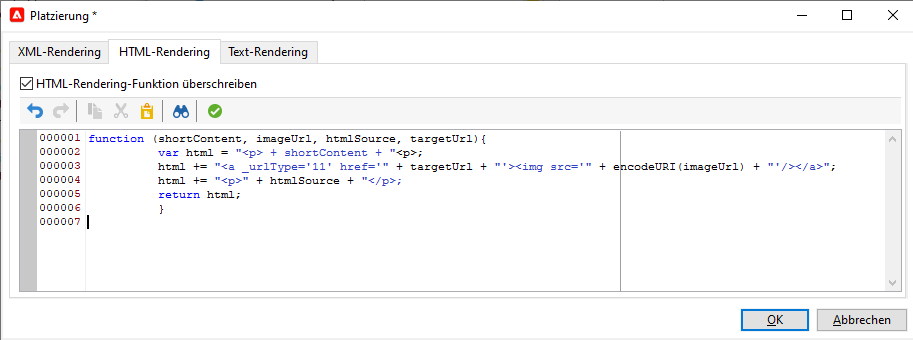 Platzierung *
XML-Rendering HTML-Rendering Text-Rendering
HTML-Rendering-Funktion überschreiben
000001 function (shortContent, imageUrl, htmlSource, targetUrl){
000002 var html = "<p> + shortContent + "<p>;
000003 html += "<a _urlType='11' href='" + targetUrl + "'><img src='" + encodeURI(imageUrl) + "'/></a>";
000004 html += "<p>" + htmlSource + "</p>;
000005 return html;
000006 }
000007
OK Abbrechen